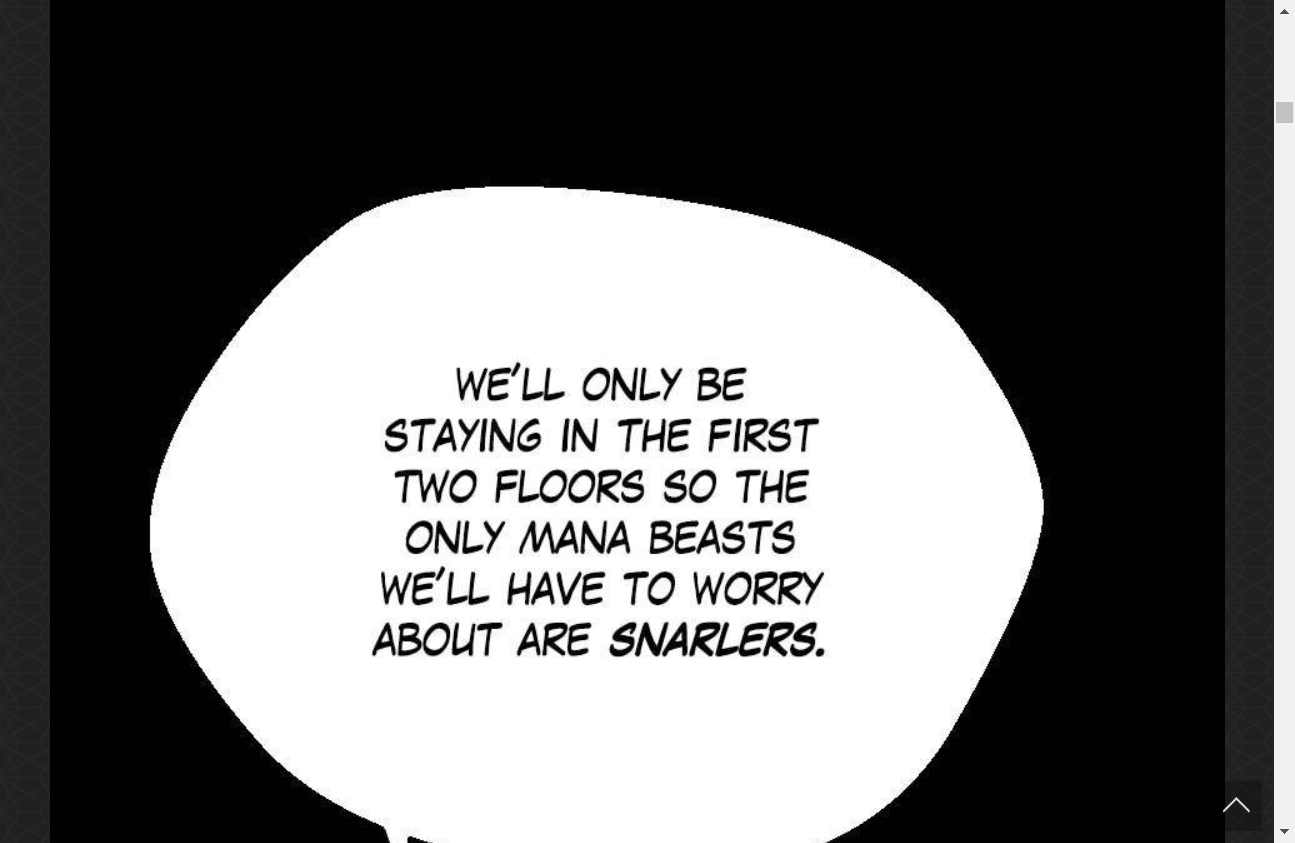 WE'LL ONLY BE
STAYING IN THE FIRST
TWO FLOORS SO THE
ONLY MANA BEASTS
WE'LL HAVE TO WORRY
ABOUT ARE SNARLERS.